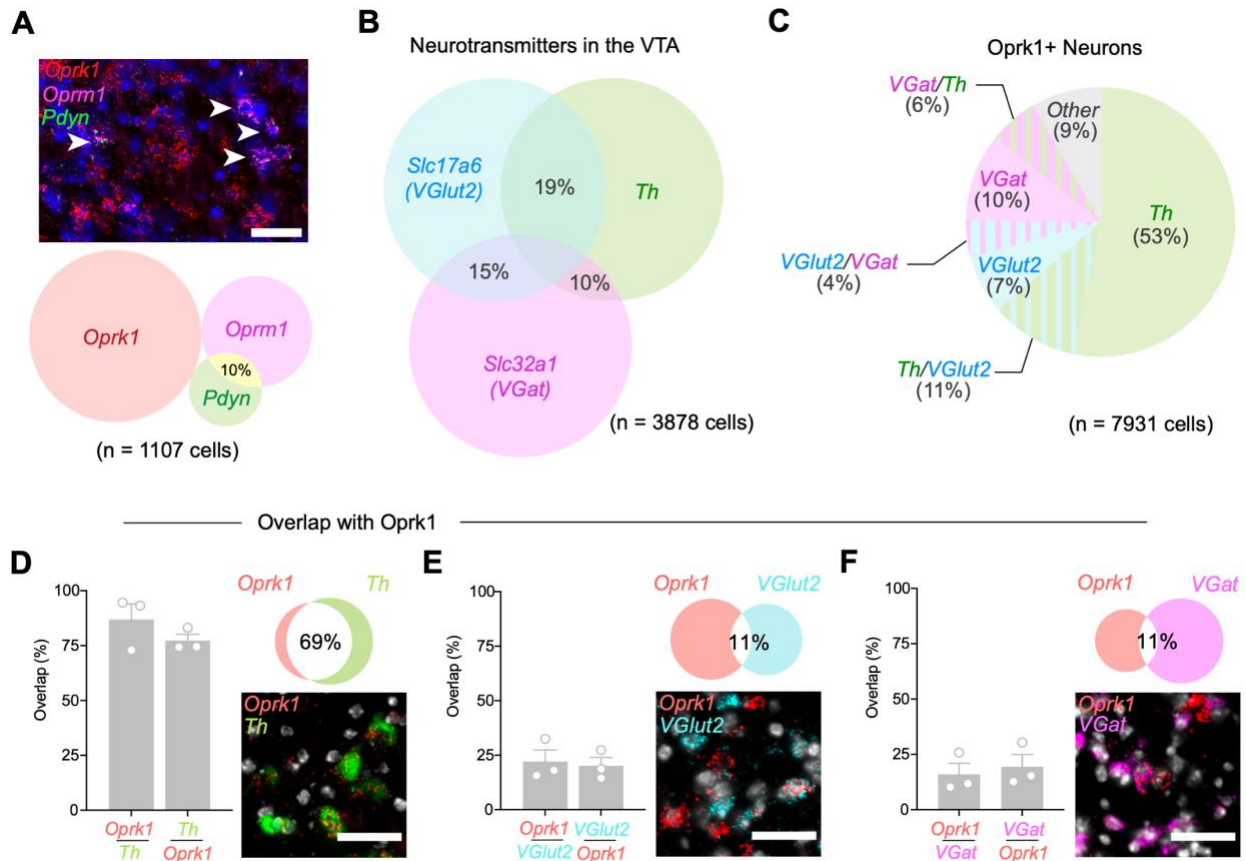 A
Oprk1
Oprm1
Pdyn
Oprk1
Oprm1
10%
Pdyn
(n = 1107 cells)
B
Neurotransmitters in the VTA
Slc17a6
(VGlut2)
19%
Th
15%
10%
Slc32a1
(VGat)
(n = 3878 cells)
C
Oprk1+ Neurons
VGat/Th
(6%)
Other
(9%)
VGat
(10%)
Th
(53%)
VGlut2/VGat
(4%)
VGlut2
(7%)
Th/VGlut2
(11%)
(n = 7931 cells)
Overlap with Oprk1
D
100
75
50
25
0
Overlap (%)
Oprk1
Th
Th
Oprk1
Oprk1
Th
69%
Oprk1
Th
E
100
75
50
25
0
Overlap (%)
Oprk1
VGlut2
VGlut2
Oprk1
Oprk1
VGlut2
11%
Oprk1
VGlut2
F
100
75
50
25
0
Overlap (%)
Oprk1
VGat
VGat
Oprk1
Oprk1
VGat
11%
Oprk1
VGat